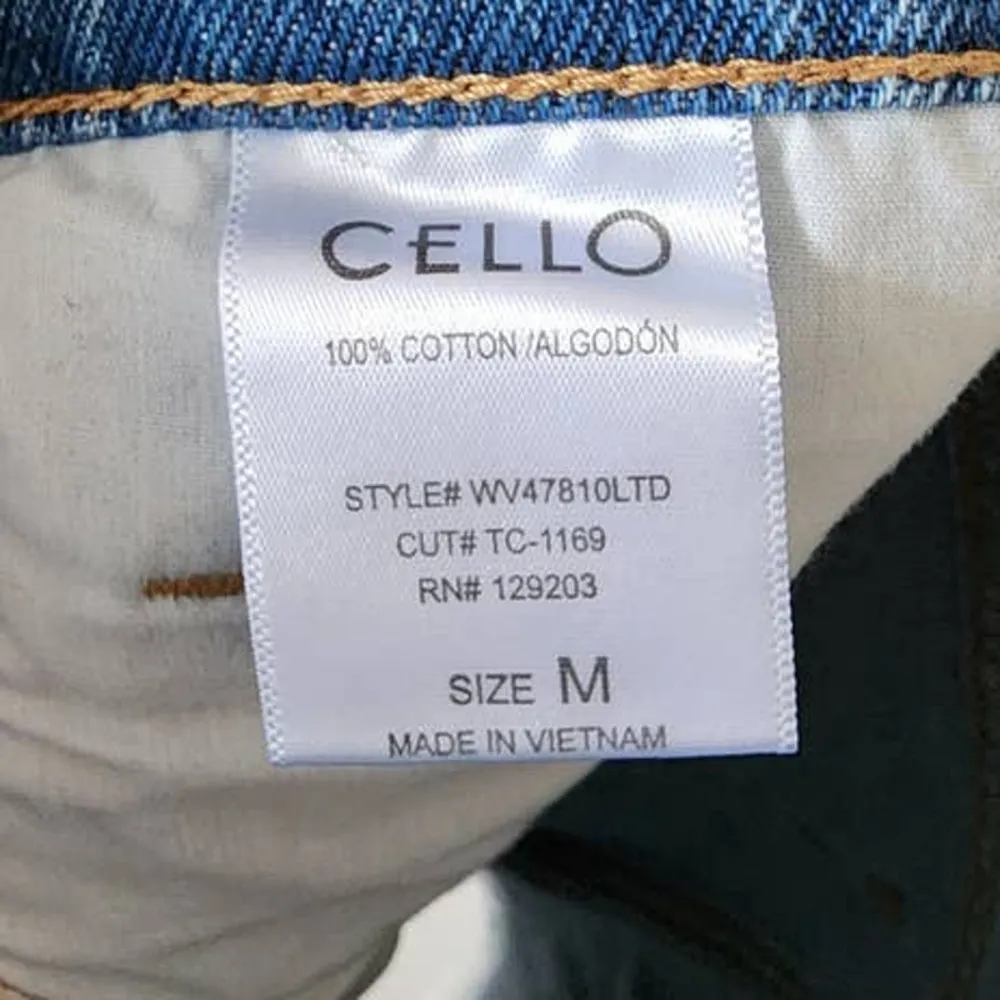 CELLO
100% COTTON /ALGODÓN
STYLE# WV47810LTD
CUT# TC-1169
RN# 129203
SIZE M
MADE IN VIETNAM